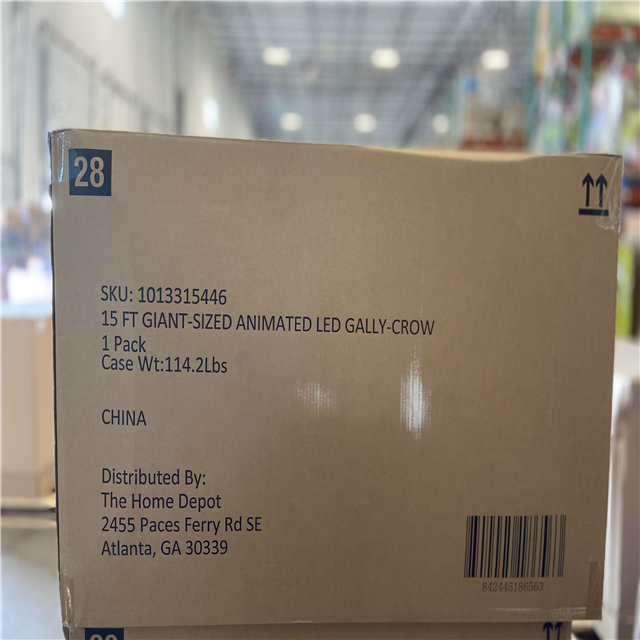 28
SKU: 1013315446
15 FT GIANT-SIZED ANIMATED LED GALLY-CROW
1 Pack
Case Wt:114.2Lbs
CHINA
Distributed By:
The Home Depot
2455 Paces Ferry Rd SE
Atlanta, GA 30339
842445186563